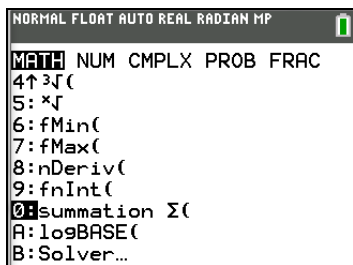 NORMAL FLOAT AUTO REAL RADIAN MP
MATH NUM CMPLX PROB FRAC
4↑³√(
5:ˣ√
6:fMin(
7:fMax(
8:nDeriv(
9:fnInt(
0:summation Σ(
A:logBASE(
B:Solver…